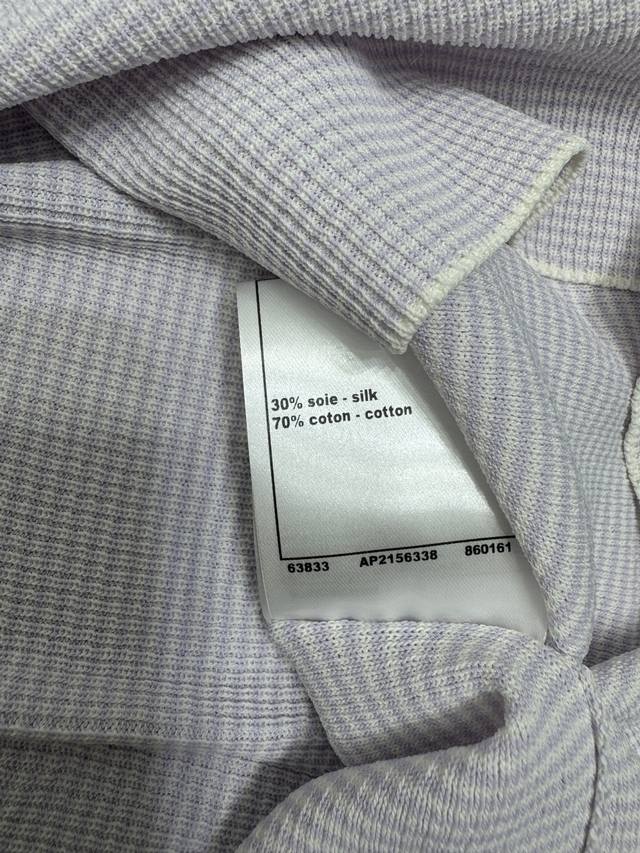 30% soie - silk
70% coton - cotton
63833 AP2156338 860161